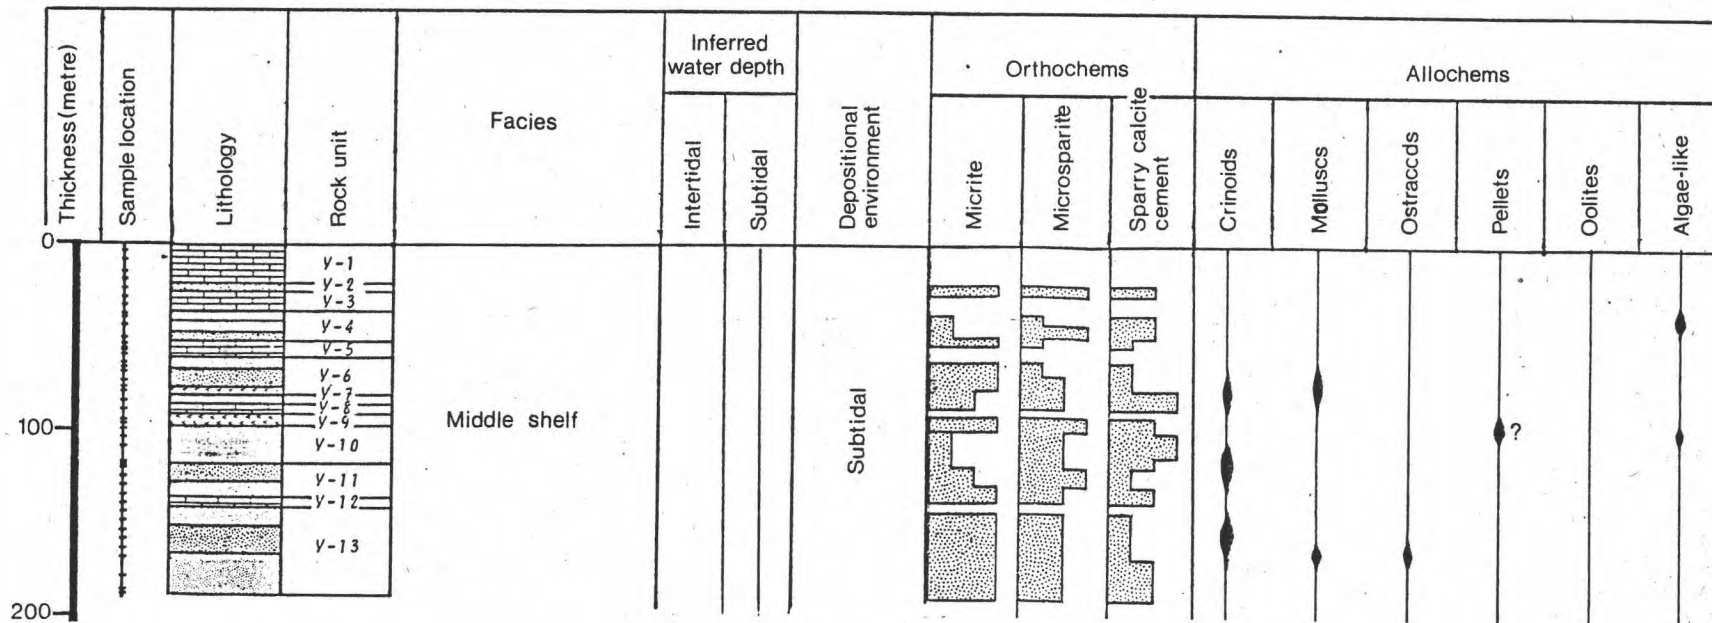 Thickness (metre)
Sample location
Lithology
Rock unit
Facies
Inferred
water depth
Intertidal
Subtidal
Depositional
environment
Orthochems
Micrite
Microsparite
Sparry calcite
cement
Allochems
Crinoids
Molluscs
Ostraccds
Pellets
Oolites
Algae-like
0
100
200
Y-1
Y-2
Y-3
Y-4
Y-5
Y-6
Y-7
Y-8
Y-9
Y-10
Y-11
Y-12
Y-13
Middle shelf
Subtidal
?